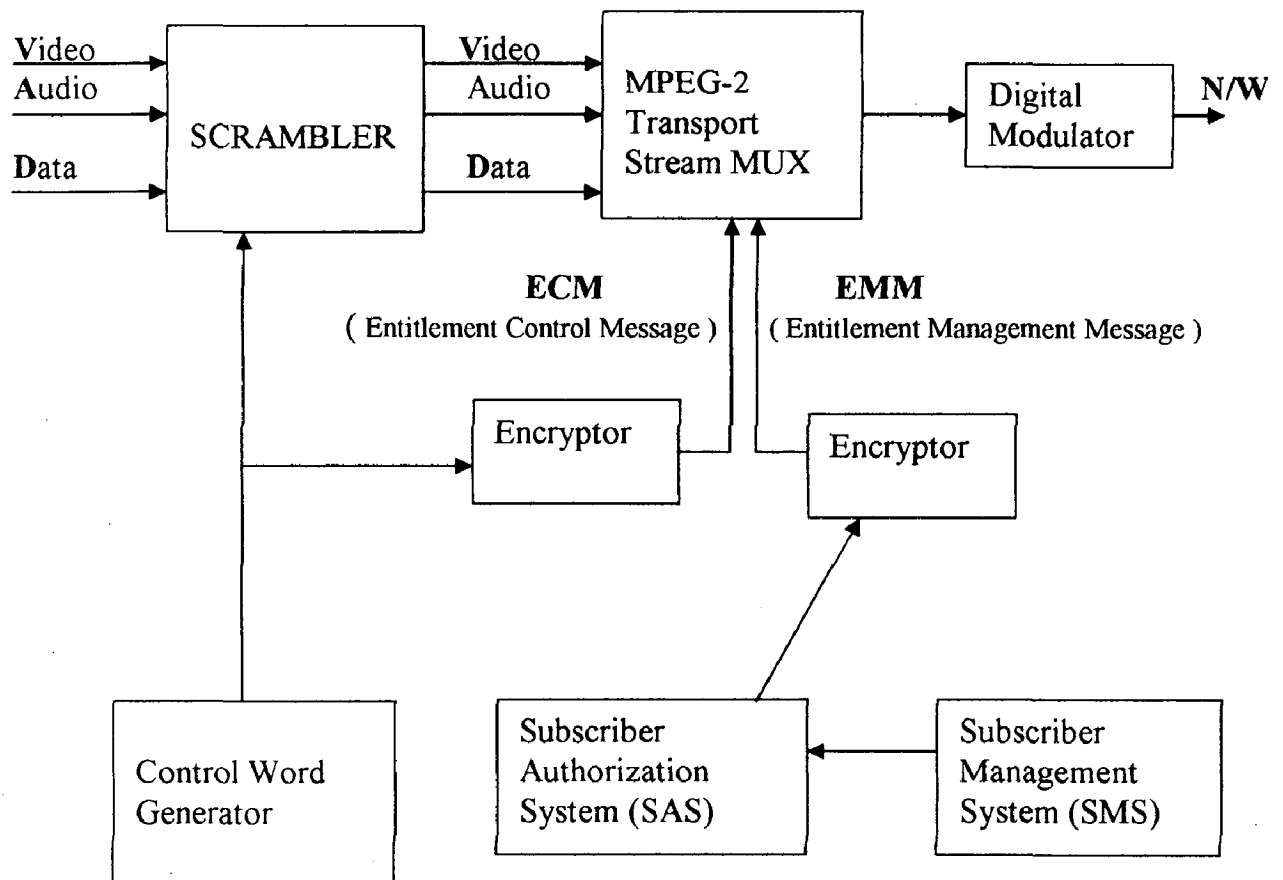 Video
Audio
Data
SCRAMBLER
Video
Audio
Data
MPEG-2
Transport
Stream MUX
Digital
Modulator
N/W
ECM
( Entitlement Control Message )
EMM
( Entitlement Management Message )
Encryptor
Encryptor
Control Word
Generator
Subscriber
Authorization
System (SAS)
Subscriber
Management
System (SMS)